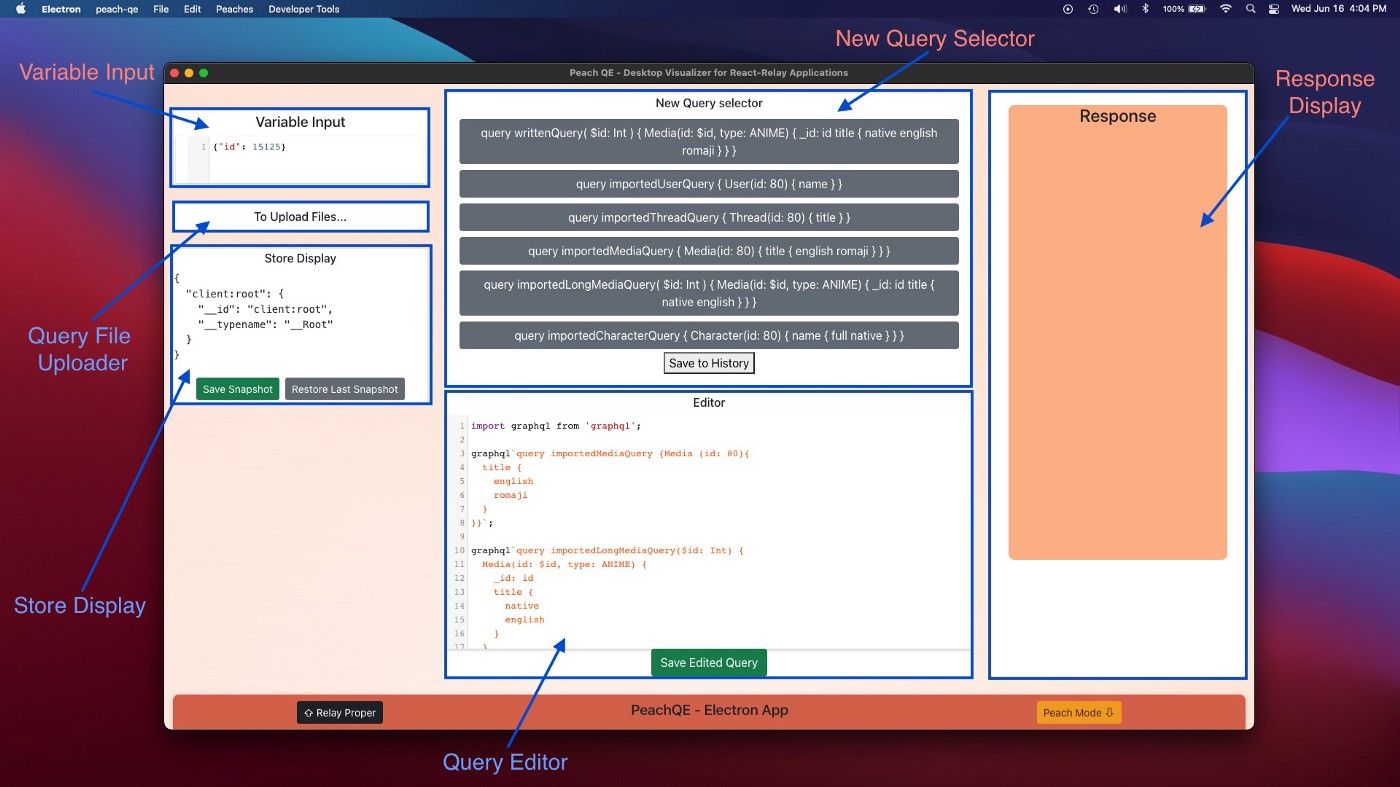 Electron peach-qe File Edit Peaches Developer Tools
100% Wed Jun 16 4:04 PM
New Query Selector
Variable Input
Response
Display
Query File
Uploader
Store Display
Query Editor
Peach QE - Desktop Visualizer for React-Relay Applications
Variable Input
1 {"id": 15125}
To Upload Files...
Store Display
{
"client:root": {
"__id": "client:root",
"__typename": "__Root"
}
}
Save Snapshot Restore Last Snapshot
New Query selector
query writtenQuery( $id: Int ) { Media(id: $id, type: ANIME) { _id: id title { native english
romaji } } }
query importedUserQuery { User(id: 80) { name } }
query importedThreadQuery { Thread(id: 80) { title } }
query importedMediaQuery { Media(id: 80) { title { english romaji } } }
query importedLongMediaQuery( $id: Int ) { Media(id: $id, type: ANIME) { _id: id title {
native english } } }
query importedCharacterQuery { Character(id: 80) { name { full native } } }
Save to History
Editor
1 import graphql from 'graphql';
2
3 graphql`query importedMediaQuery {Media (id: 80){
4 title {
5 english
6 romaji
7 }
8 }}`;
9
10 graphql`query importedLongMediaQuery($id: Int) {
11 Media(id: $id, type: ANIME) {
12 _id: id
13 title {
14 native
15 english
16 }
17 }
Save Edited Query
Response
⇧ Relay Proper
PeachQE - Electron App
Peach Mode ⇩